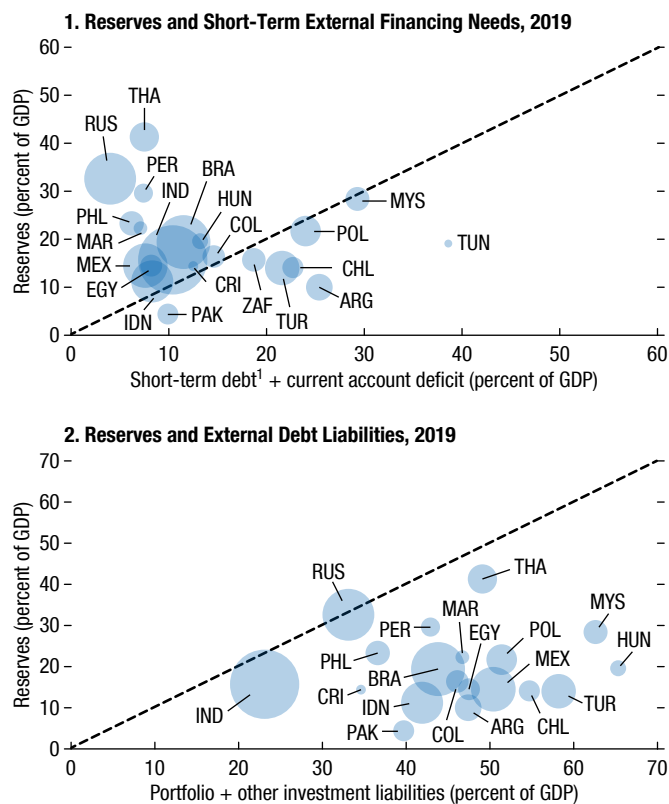 1. Reserves and Short-Term External Financing Needs, 2019
Reserves (percent of GDP)
60
50
40
30
20
10
0
THA
RUS
PER
IND
BRA
HUN
COL
PHL
MAR
MEX
EGY
IDN
PAK
CRI
ZAF
TUR
CHL
ARG
POL
MYS
TUN
0 10 20 30 40 50 60
Short-term debt¹ + current account deficit (percent of GDP)
2. Reserves and External Debt Liabilities, 2019
Reserves (percent of GDP)
70
60
50
40
30
20
10
0
RUS
THA
MYS
HUN
PER
MAR
EGY
POL
MEX
PHL
BRA
CRI
IDN
IND
PAK
COL
ARG
CHL
TUR
0 10 20 30 40 50 60 70
Portfolio + other investment liabilities (percent of GDP)